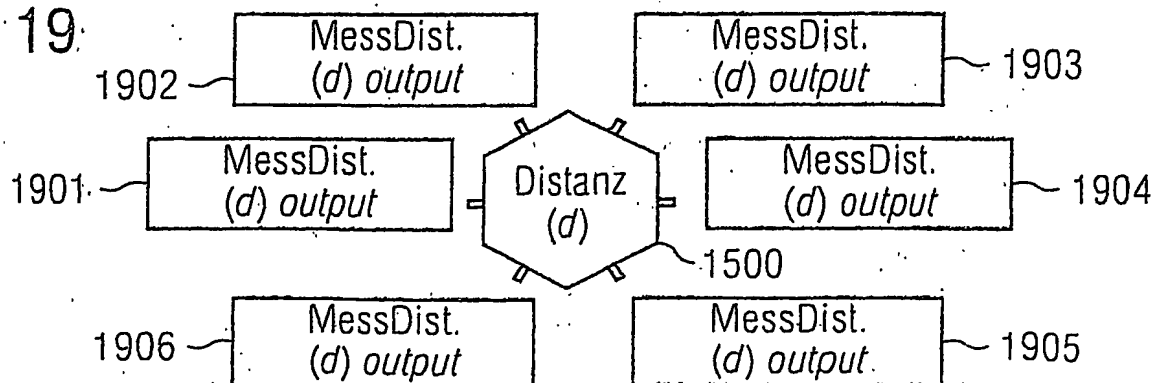 19
1902
MessDist.
(d) output
MessDist.
(d) output
1903
1901
MessDist.
(d) output
Distanz
(d)
MessDist.
(d) output
1904
1500
1906
MessDist.
(d) output
MessDist.
(d) output
1905